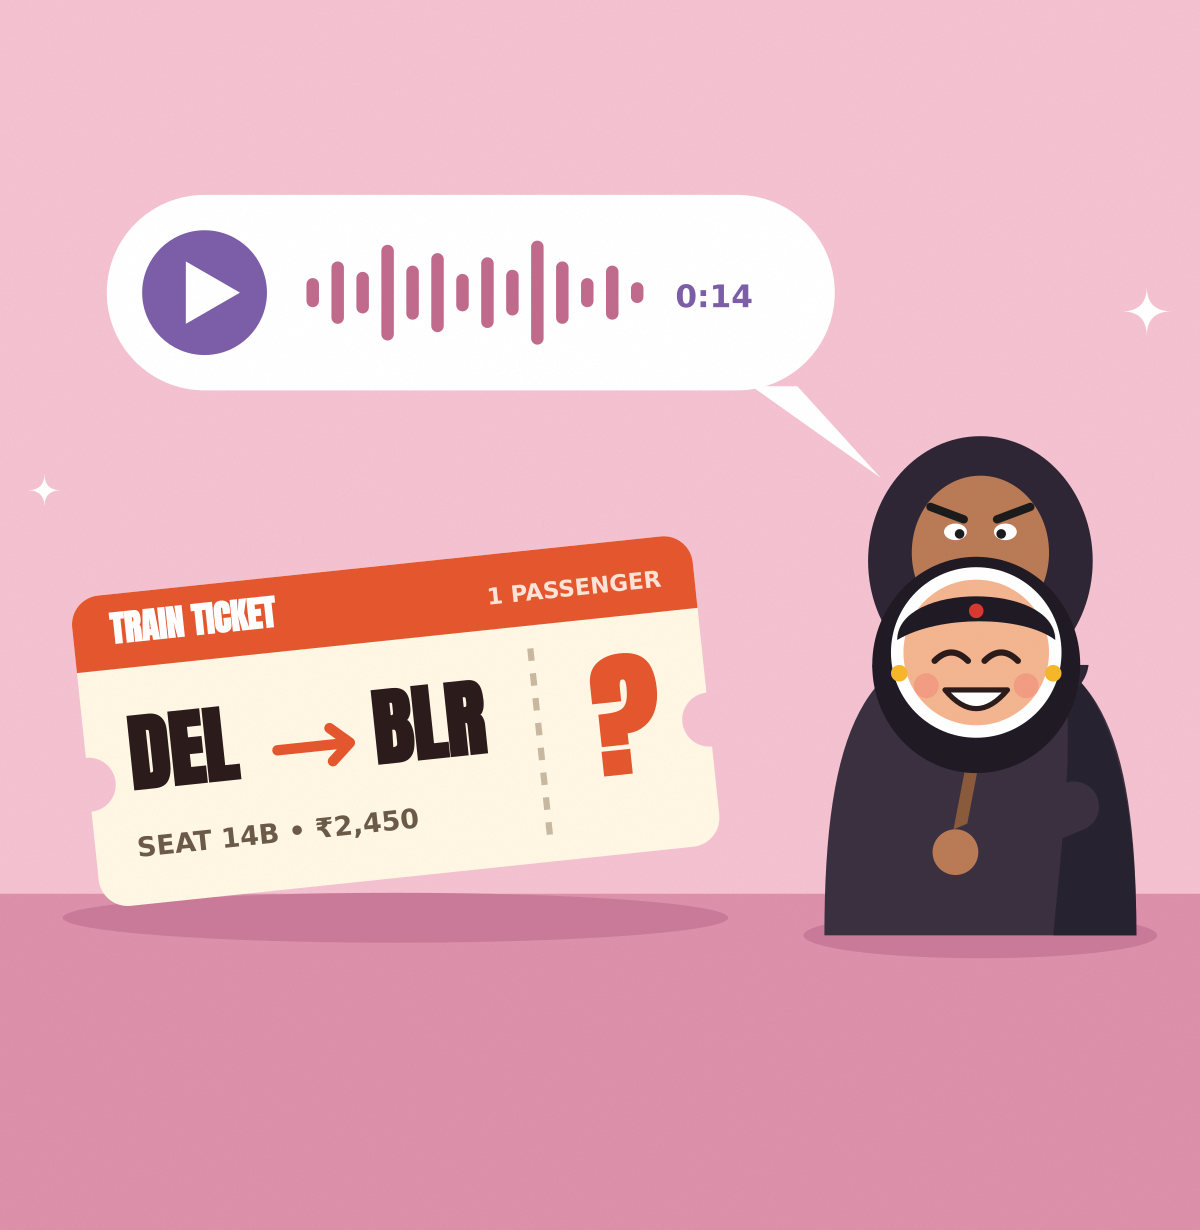 0:14
TRAIN TICKET
1 PASSENGER
DEL → BLR
?
SEAT 14B • ₹2,450